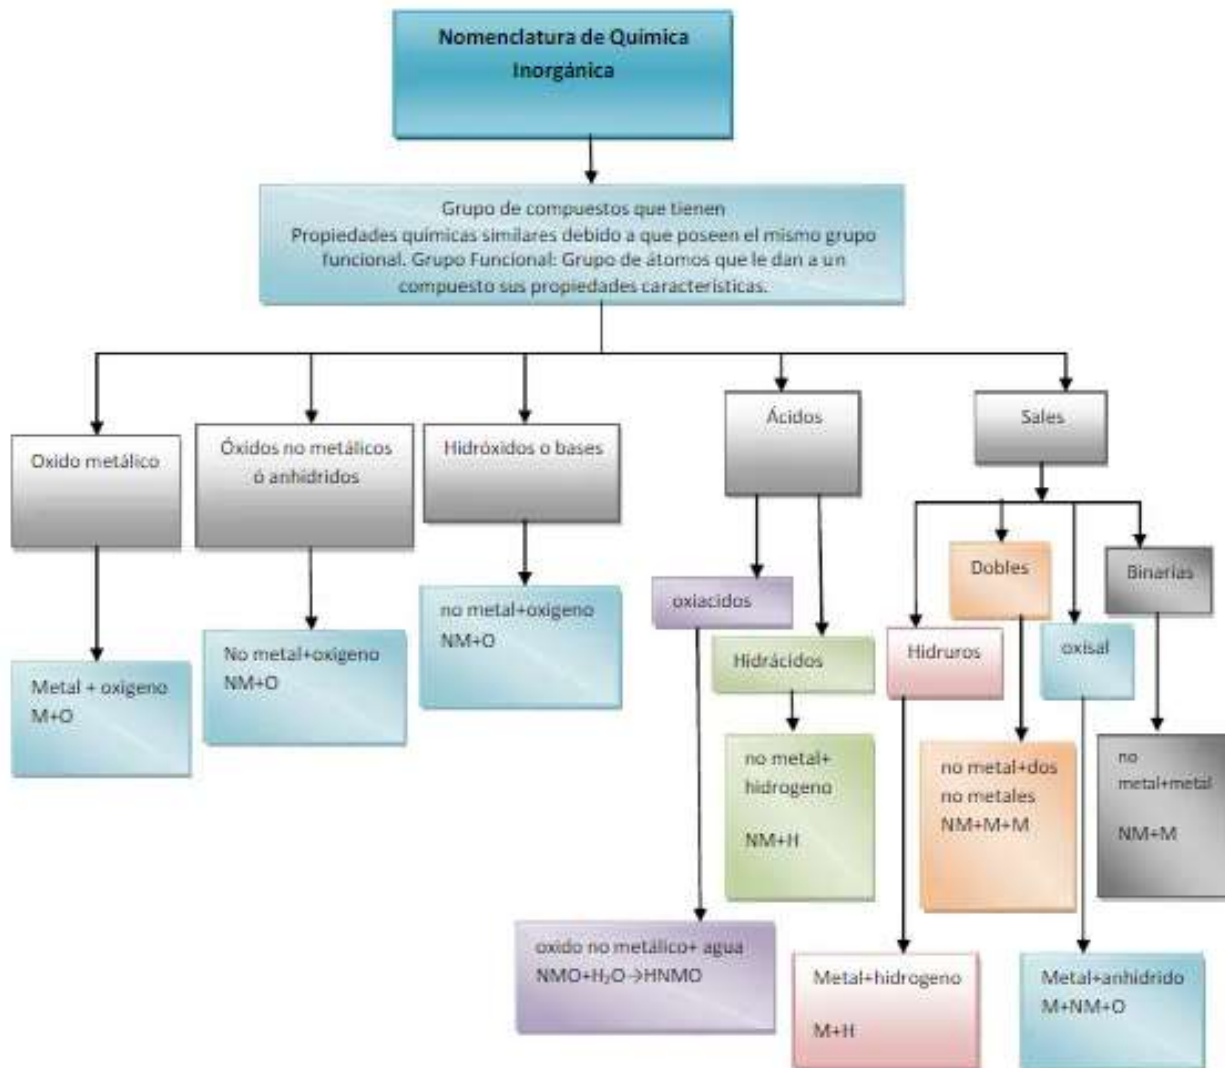 Nomenclatura de Química
Inorgánica
Grupo de compuestos que tienen
Propiedades químicas similares debido a que poseen el mismo grupo
funcional. Grupo Funcional: Grupo de átomos que le dan a un
compuesto sus propiedades características.
Oxido metálico
Óxidos no metálicos
ó anhidridos
Hidróxidos o bases
Ácidos
Sales
Metal + oxigeno
M+O
No metal+oxigeno
NM+O
no metal+oxigeno
NM+O
oxiacidos
Hidrácidos
Hidruros
Dobles
oxisal
Binarias
oxido no metálico+ agua
NMO+H₂O→HNMO
no metal+
hidrogeno
NM+H
Metal+hidrogeno
M+H
no metal+dos
no metales
NM+M+M
Metal+anhidrido
M+NM+O
no
metal+metal
NM+M